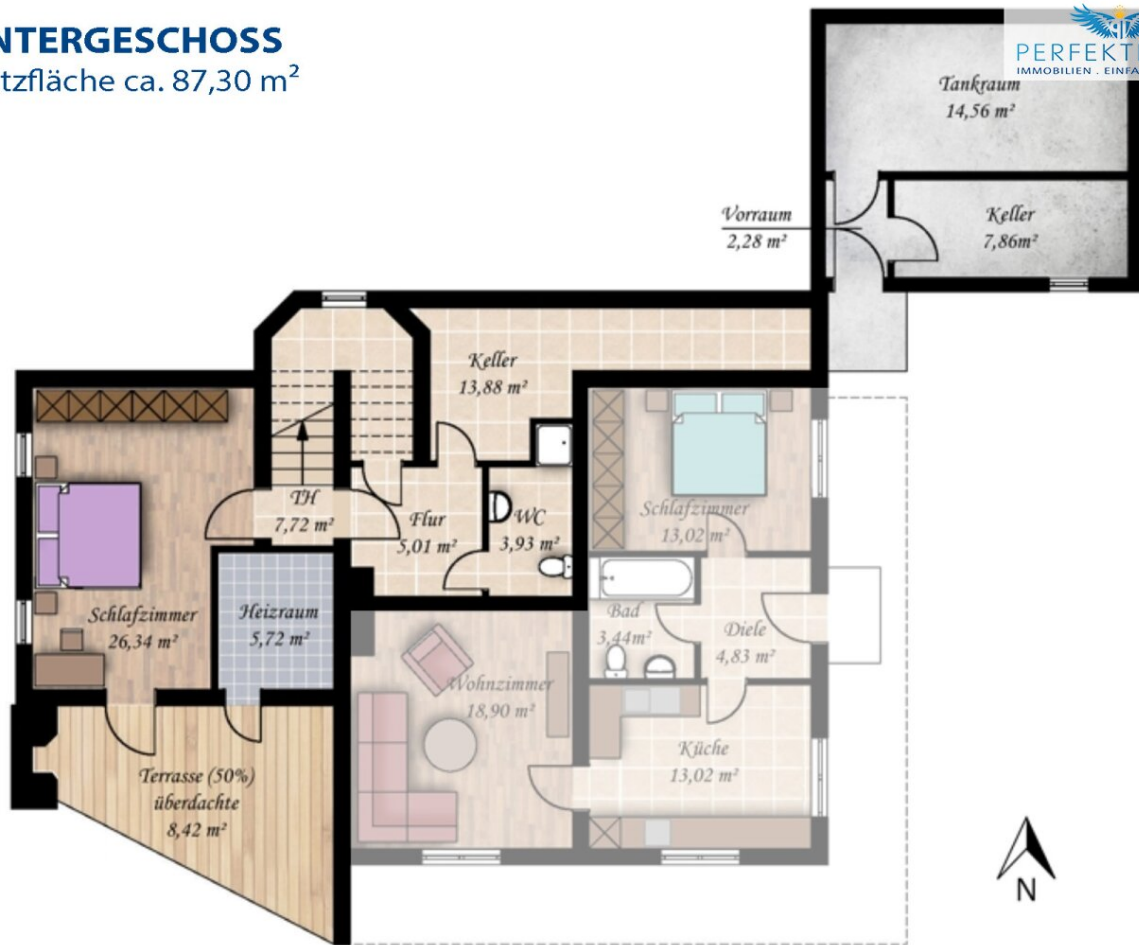 NTERGESCHOSS
tzfläche ca. 87,30 m²
PERFEKT
IMMOBILIEN . EINFA
Tankraum
14,56 m²
Vorraum
2,28 m²
Keller
7,86m²
Keller
13,88 m²
TH
7,72 m²
Flur
5,01 m²
WC
3,93 m²
Schlafzimmer
13,02 m²
Schlafzimmer
26,34 m²
Heizraum
5,72 m²
Bad
3,44m²
Diele
4,83 m²
Wohnzimmer
18,90 m²
Küche
13,02 m²
Terrasse (50%)
überdachte
8,42 m²
N